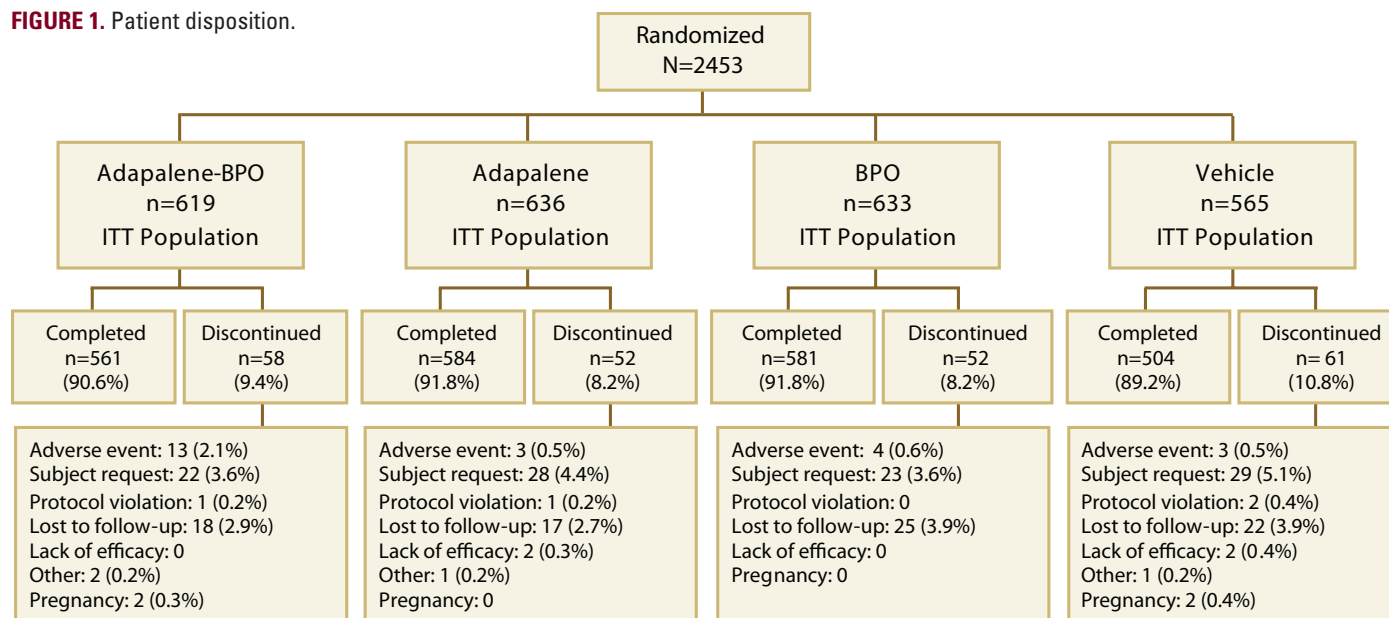 FIGURE 1. Patient disposition.
Randomized
N=2453
Adapalene-BPO
n=619
ITT Population
Adapalene
n=636
ITT Population
BPO
n=633
ITT Population
Vehicle
n=565
ITT Population
Completed
n=561
(90.6%)
Discontinued
n=58
(9.4%)
Completed
n=584
(91.8%)
Discontinued
n=52
(8.2%)
Completed
n=581
(91.8%)
Discontinued
n=52
(8.2%)
Completed
n=504
(89.2%)
Discontinued
n= 61
(10.8%)
Adverse event: 13 (2.1%)
Subject request: 22 (3.6%)
Protocol violation: 1 (0.2%)
Lost to follow-up: 18 (2.9%)
Lack of efficacy: 0
Other: 2 (0.2%)
Pregnancy: 2 (0.3%)
Adverse event: 3 (0.5%)
Subject request: 28 (4.4%)
Protocol violation: 1 (0.2%)
Lost to follow-up: 17 (2.7%)
Lack of efficacy: 2 (0.3%)
Other: 1 (0.2%)
Pregnancy: 0
Adverse event: 4 (0.6%)
Subject request: 23 (3.6%)
Protocol violation: 0
Lost to follow-up: 25 (3.9%)
Lack of efficacy: 0
Pregnancy: 0
Adverse event: 3 (0.5%)
Subject request: 29 (5.1%)
Protocol violation: 2 (0.4%)
Lost to follow-up: 22 (3.9%)
Lack of efficacy: 2 (0.4%)
Other: 1 (0.2%)
Pregnancy: 2 (0.4%)